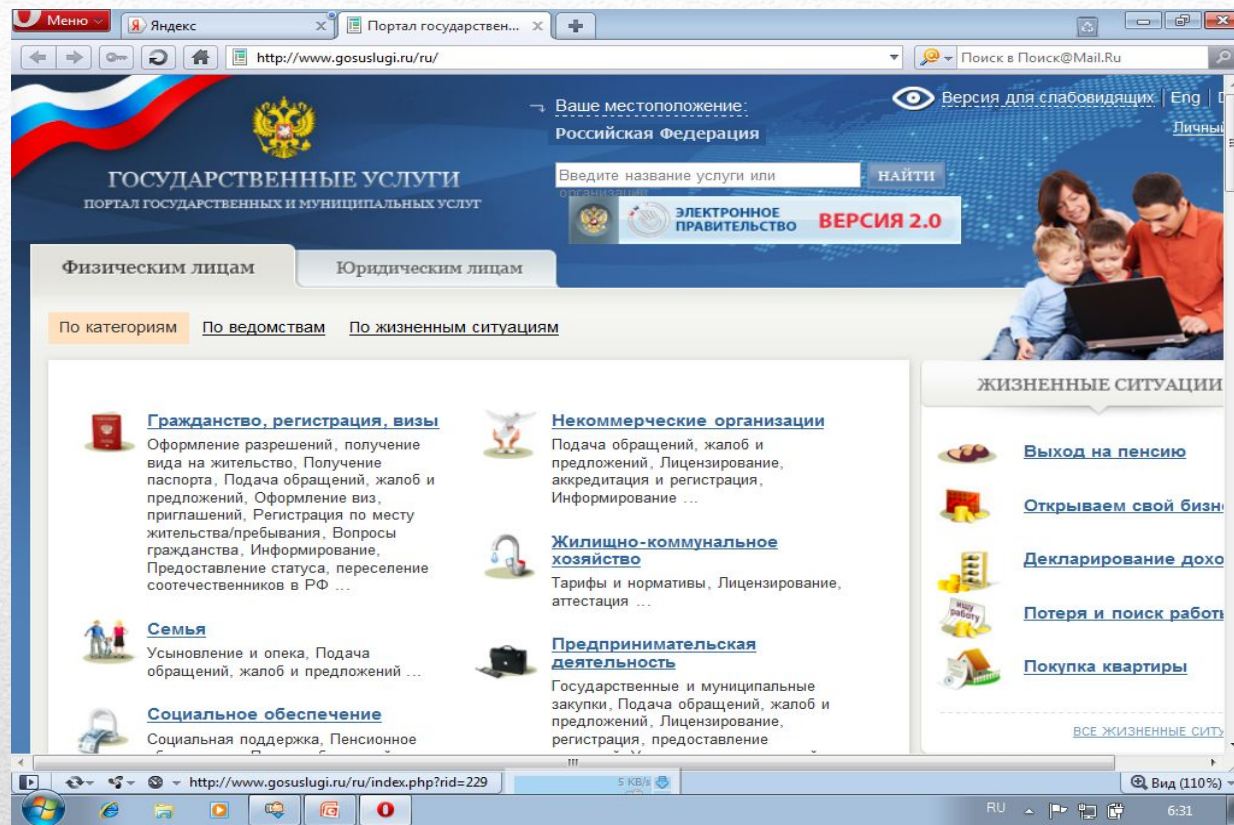 Меню
Яндекс
Портал государствен...
http://www.gosuslugi.ru/ru/
Поиск в Поиск@Mail.Ru
Ваше местоположение:
Российская Федерация
Версия для слабовидящих | Eng |
Личный
ГОСУДАРСТВЕННЫЕ УСЛУГИ
ПОРТАЛ ГОСУДАРСТВЕННЫХ И МУНИЦИПАЛЬНЫХ УСЛУГ
Введите название услуги или
организации
НАЙТИ
ЭЛЕКТРОННОЕ
ПРАВИТЕЛЬСТВО
ВЕРСИЯ 2.0
Физическим лицам
Юридическим лицам
По категориям
По ведомствам
По жизненным ситуациям
Гражданство, регистрация, визы
Оформление разрешений, получение
вида на жительство, Получение
паспорта, Подача обращений, жалоб и
предложений, Оформление виз,
приглашений, Регистрация по месту
жительства/пребывания, Вопросы
гражданства, Информирование,
Предоставление статуса, переселение
соотечественников в РФ ...
Семья
Усыновление и опека, Подача
обращений, жалоб и предложений ...
Социальное обеспечение
Социальная поддержка, Пенсионное
Некоммерческие организации
Подача обращений, жалоб и
предложений, Лицензирование,
аккредитация и регистрация,
Информирование ...
Жилищно-коммунальное
хозяйство
Тарифы и нормативы, Лицензирование,
аттестация ...
Предпринимательская
деятельность
Государственные и муниципальные
закупки, Подача обращений, жалоб и
предложений, Лицензирование,
регистрация, предоставление
ЖИЗНЕННЫЕ СИТУАЦИИ
Выход на пенсию
Открываем свой бизн
Декларирование дохо
ищу
работу
Потеря и поиск работы
Покупка квартиры
ВСЕ ЖИЗНЕННЫЕ СИТУ
http://www.gosuslugi.ru/ru/index.php?rid=229
5 KB/s
Вид (110%)
RU
6:31